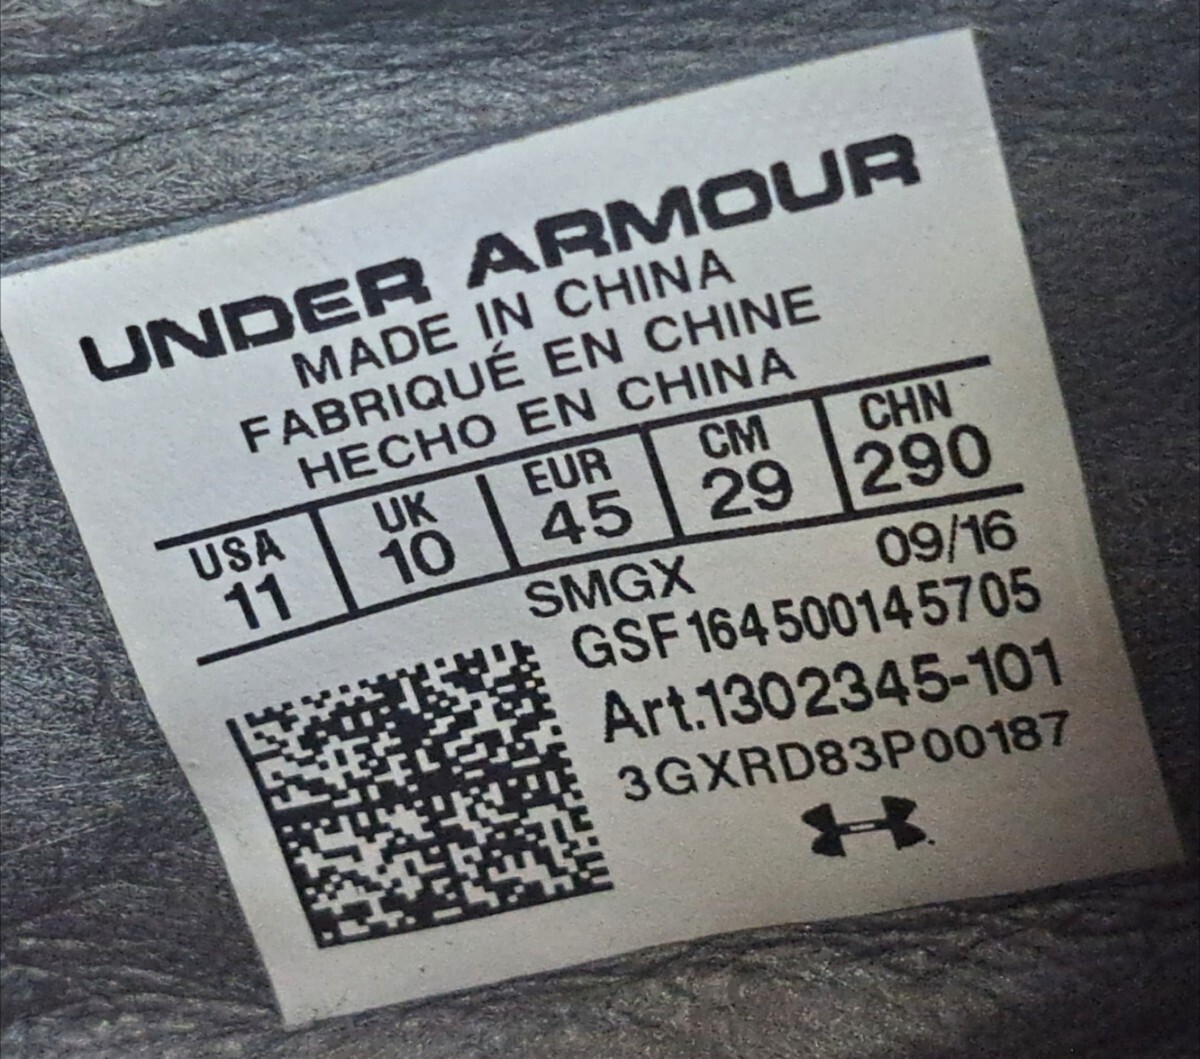 UNDER ARMOUR
MADE IN CHINA
FABRIQUÉ EN CHINE
HECHO EN CHINA
USA UK EUR CM CHN
11 10 45 29 290
SMGX 09/16
GSF164500145705
Art.1302345-101
3GXRD83P00187